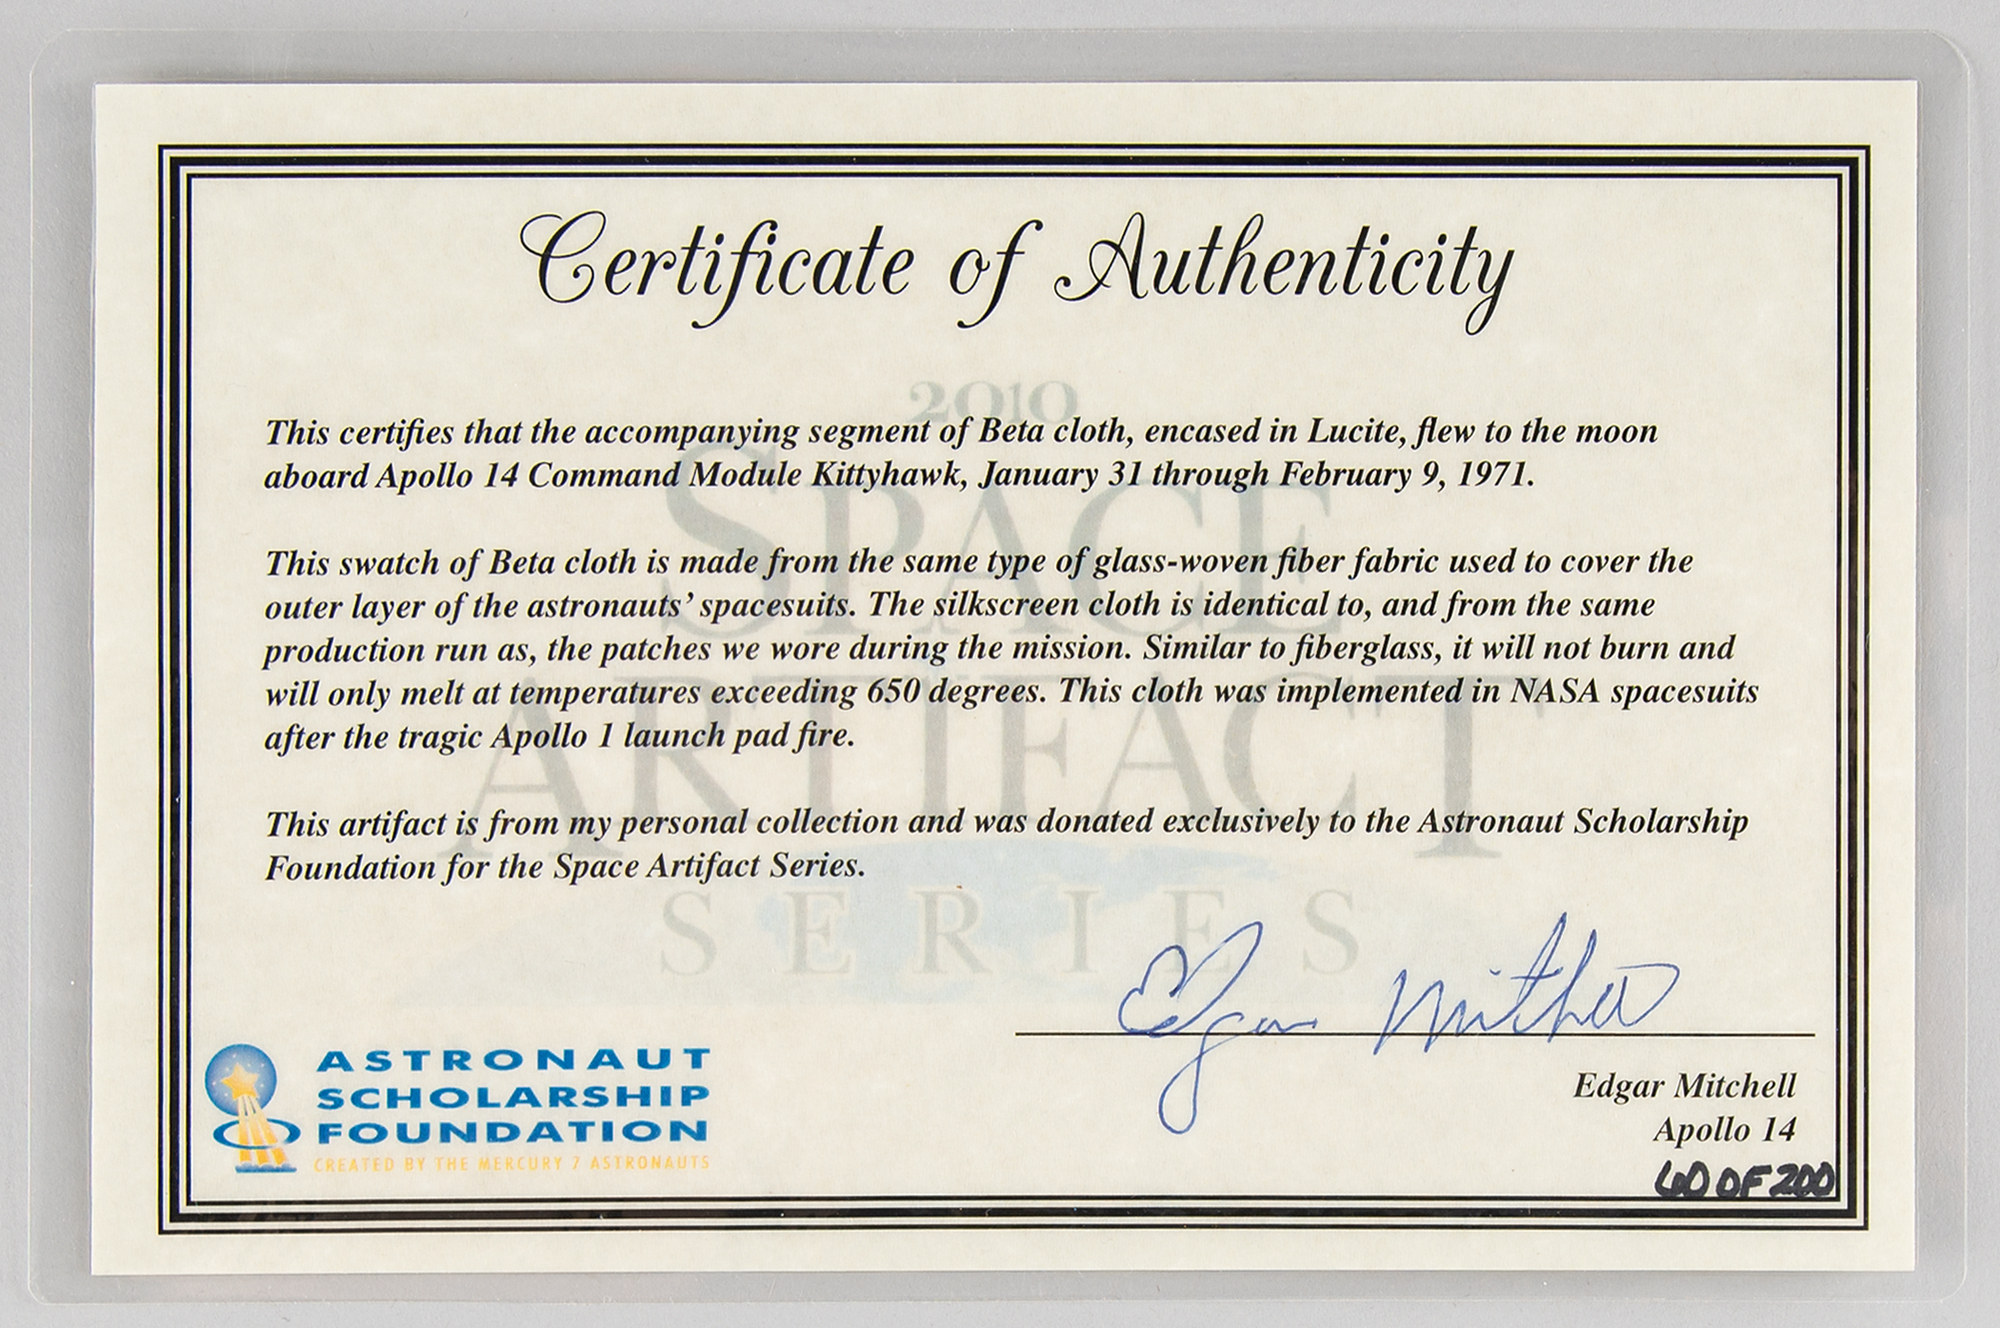 Certificate of Authenticity
2010
SPACE
ARTIFACT
SERIES
This certifies that the accompanying segment of Beta cloth, encased in Lucite, flew to the moon
aboard Apollo 14 Command Module Kittyhawk, January 31 through February 9, 1971.
This swatch of Beta cloth is made from the same type of glass-woven fiber fabric used to cover the
outer layer of the astronauts' spacesuits. The silkscreen cloth is identical to, and from the same
production run as, the patches we wore during the mission. Similar to fiberglass, it will not burn and
will only melt at temperatures exceeding 650 degrees. This cloth was implemented in NASA spacesuits
after the tragic Apollo 1 launch pad fire.
This artifact is from my personal collection and was donated exclusively to the Astronaut Scholarship
Foundation for the Space Artifact Series.
Edgar Mitchell
Edgar Mitchell
Apollo 14
60 OF 200
ASTRONAUT
SCHOLARSHIP
FOUNDATION
CREATED BY THE MERCURY 7 ASTRONAUTS